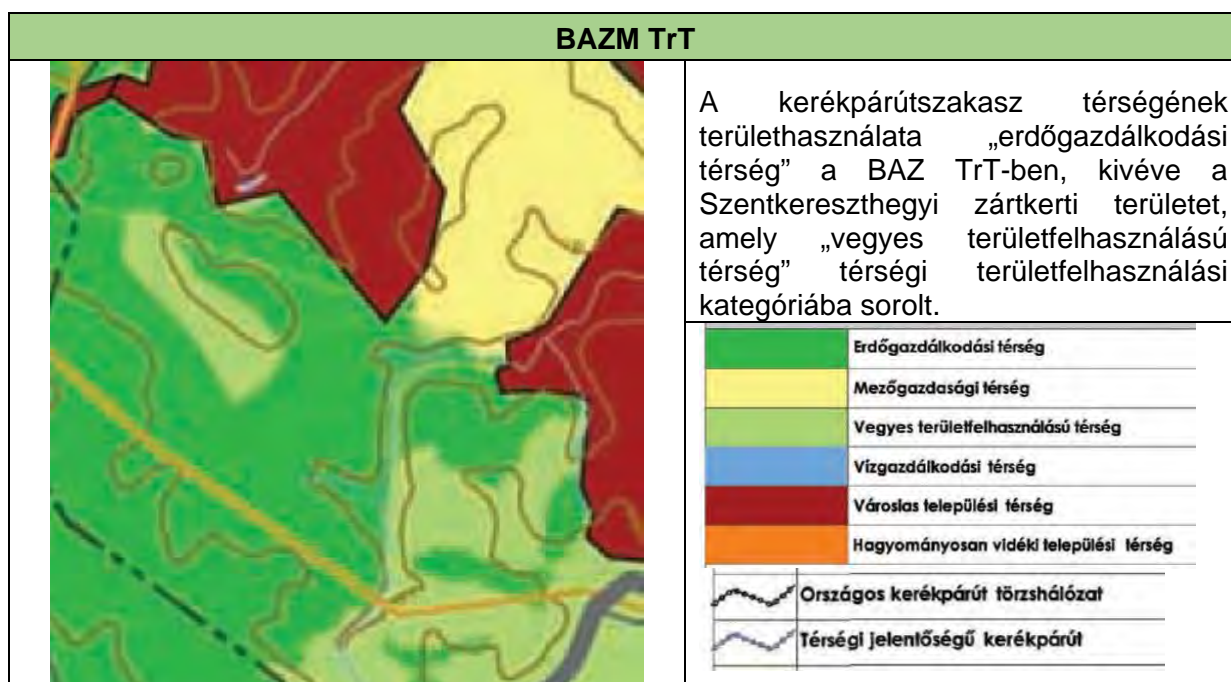 BAZM TrT
A kerékpárútszakasz térségének
területhasználata „erdőgazdálkodási
térség” a BAZ TrT-ben, kivéve a
Szentkereszthegyi zártkerti területet,
amely „vegyes területfelhasználású
térség” térségi területfelhasználási
kategóriába sorolt.
Erdőgazdálkodási térség
Mezőgazdasági térség
Vegyes területfelhasználású térség
Vízgazdálkodási térség
Városias települési térség
Hagyományosan vidéki települési térség
Országos kerékpárút törzshálózat
Térségi jelentőségű kerékpárút